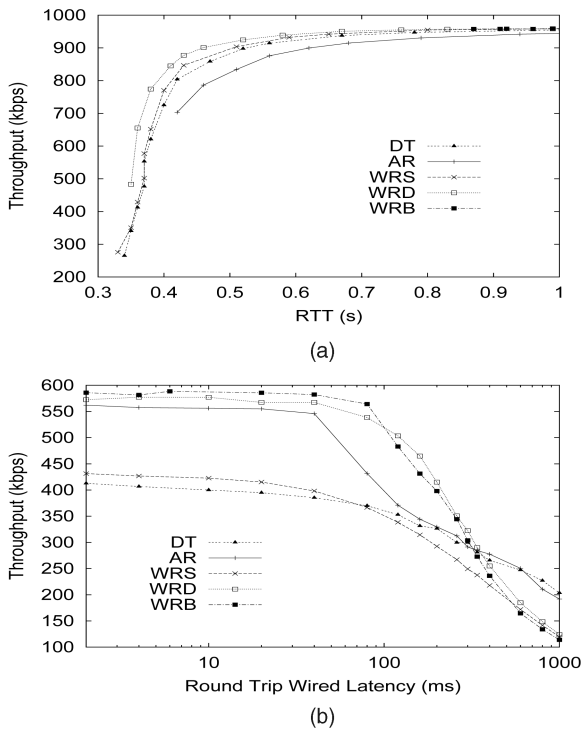 1000
900
800
700
600
500
400
300
200
Throughput (kbps)
DT
AR
WRS
WRD
WRB
0.3 0.4 0.5 0.6 0.7 0.8 0.9 1
RTT (s)
(a)
600
550
500
450
400
350
300
250
200
150
100
Throughput (kbps)
DT
AR
WRS
WRD
WRB
10 100 1000
Round Trip Wired Latency (ms)
(b)